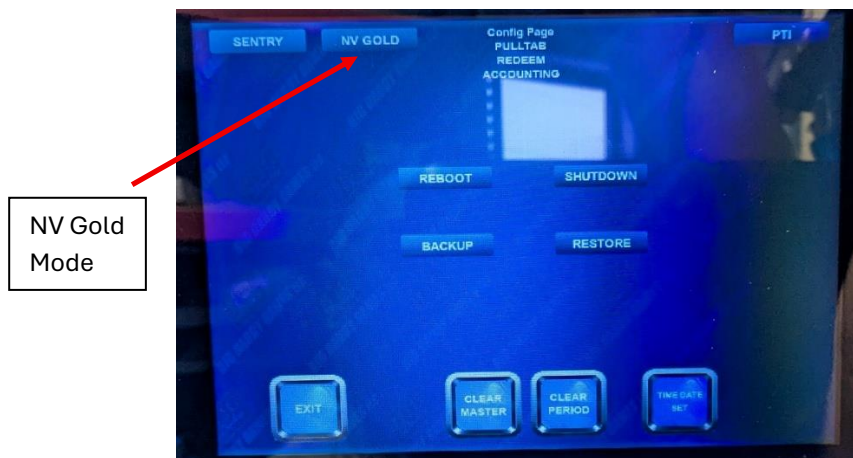 SENTRY
NV GOLD
Config Page
PULLTAB
REDEEM
ACCOUNTING
PTI
REBOOT
SHUTDOWN
NV Gold
Mode
BACKUP
RESTORE
EXIT
CLEAR
MASTER
CLEAR
PERIOD
TIME DATE
SET